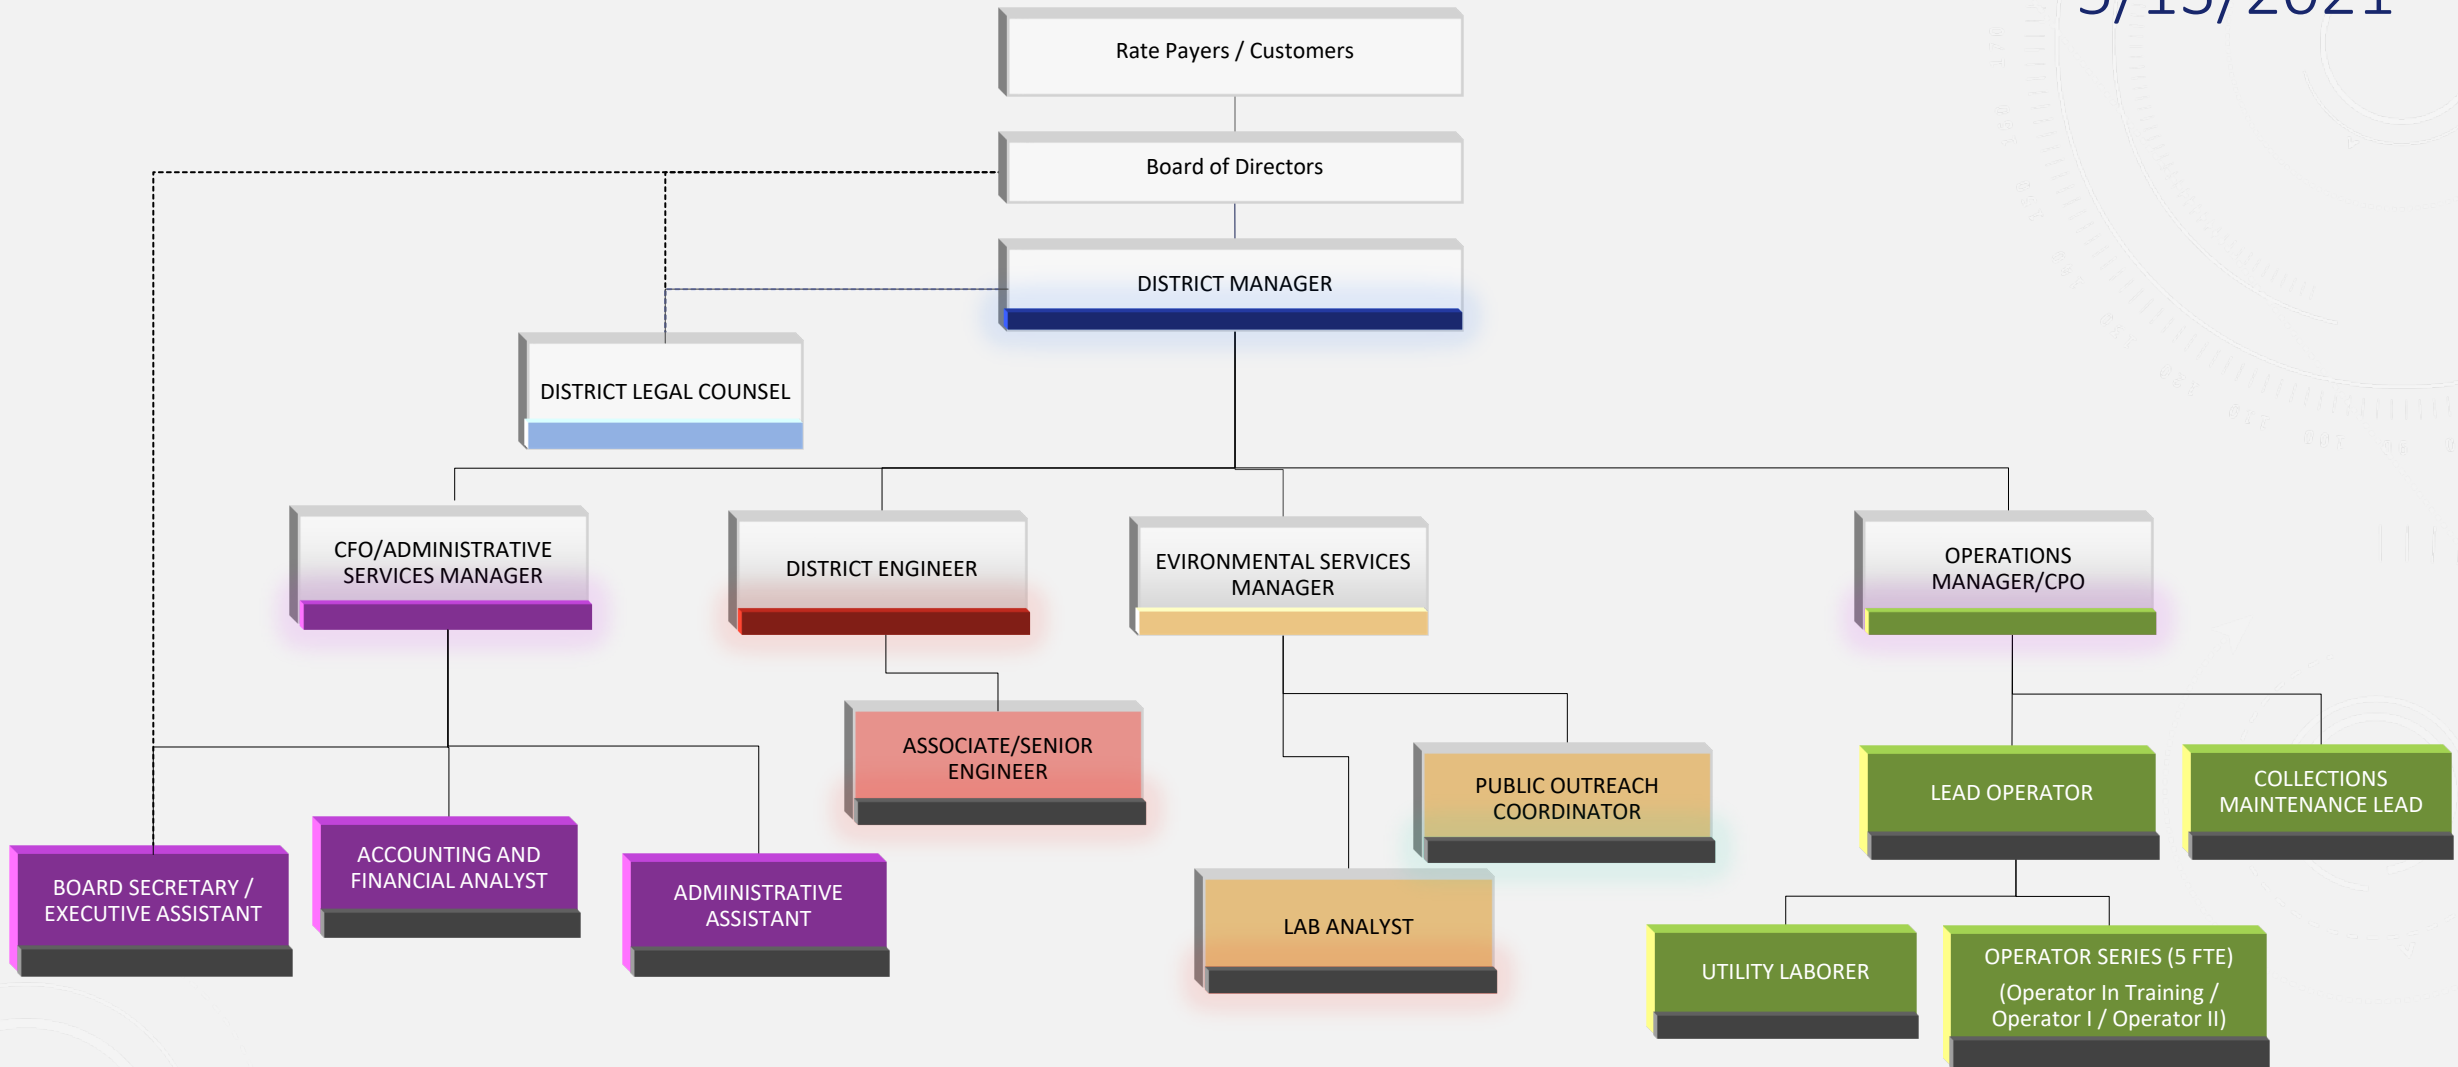 Rate Payers / Customers
Board of Directors
DISTRICT MANAGER
DISTRICT LEGAL COUNSEL
CFO/ADMINISTRATIVE
SERVICES MANAGER
DISTRICT ENGINEER
EVIRONMENTAL SERVICES
MANAGER
OPERATIONS
MANAGER/CPO
ASSOCIATE/SENIOR
ENGINEER
PUBLIC OUTREACH
COORDINATOR
LEAD OPERATOR
COLLECTIONS
MAINTENANCE LEAD
BOARD SECRETARY /
EXECUTIVE ASSISTANT
ACCOUNTING AND
FINANCIAL ANALYST
ADMINISTRATIVE
ASSISTANT
LAB ANALYST
UTILITY LABORER
OPERATOR SERIES (5 FTE)
(Operator In Training /
Operator I / Operator II)